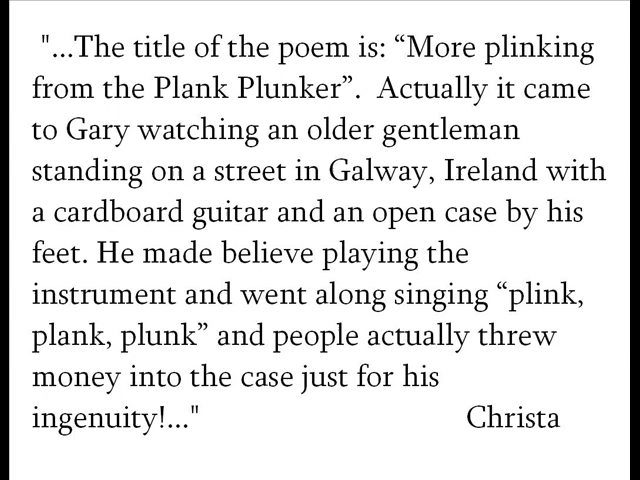 "...The title of the poem is: “More plinking
from the Plank Plunker”.  Actually it came
to Gary watching an older gentleman
standing on a street in Galway, Ireland with
a cardboard guitar and an open case by his
feet. He made believe playing the
instrument and went along singing “plink,
plank, plunk” and people actually threw
money into the case just for his
ingenuity!..." Christa